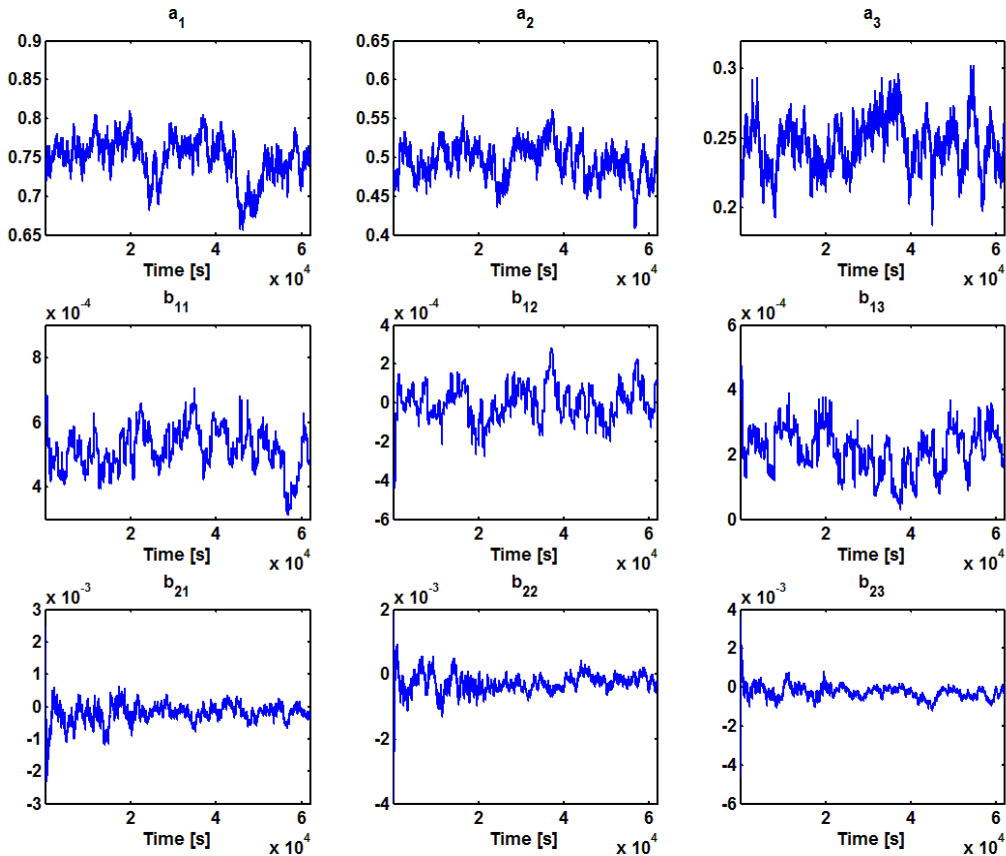 a1 a2 a3
0.9 0.65
0.85 0.6 0.3
0.8 0.55
0.75 0.5 0.25
0.7 0.45 0.2
0.65 0.4
2 4 6 2 4 6 2 4 6
Time [s] Time [s] Time [s]
x 10^4 x 10^4 x 10^4
b11 b12 b13
x 10^-4 x 10^-4 x 10^-4
4 6
8 2
6 0 4
-2 2
4 -4
-6 0
2 4 6 2 4 6 2 4 6
Time [s] Time [s] Time [s]
x 10^4 x 10^4 x 10^4
b21 b22 b23
x 10^-3 x 10^-3 x 10^-3
3 2 4
2 2
1 0
0 0
-1 -2 -2
-2 -4
-3 -4 -6
2 4 6 2 4 6 2 4 6
Time [s] Time [s] Time [s]
x 10^4 x 10^4 x 10^4